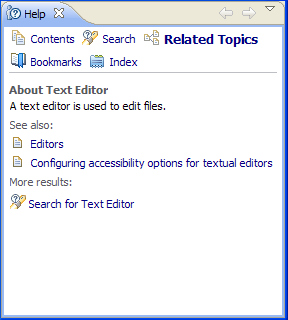 Help
Contents Search Related Topics
Bookmarks Index
About Text Editor
A text editor is used to edit files.
See also:
Editors
Configuring accessibility options for textual editors
More results:
Search for Text Editor